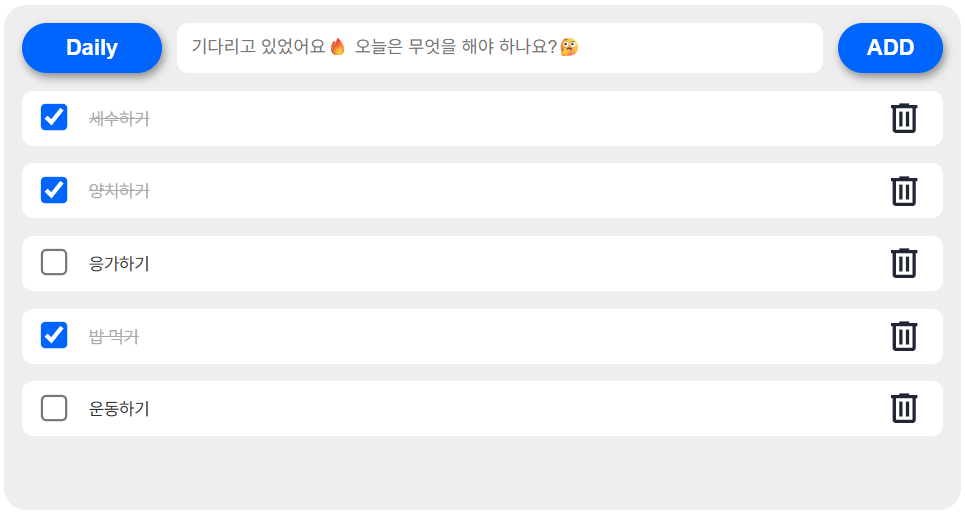 Daily
기다리고 있었어요🔥 오늘은 무엇을 해야 하나요?🧐
ADD
세수하기
양치하기
응가하기
밥 먹기
운동하기